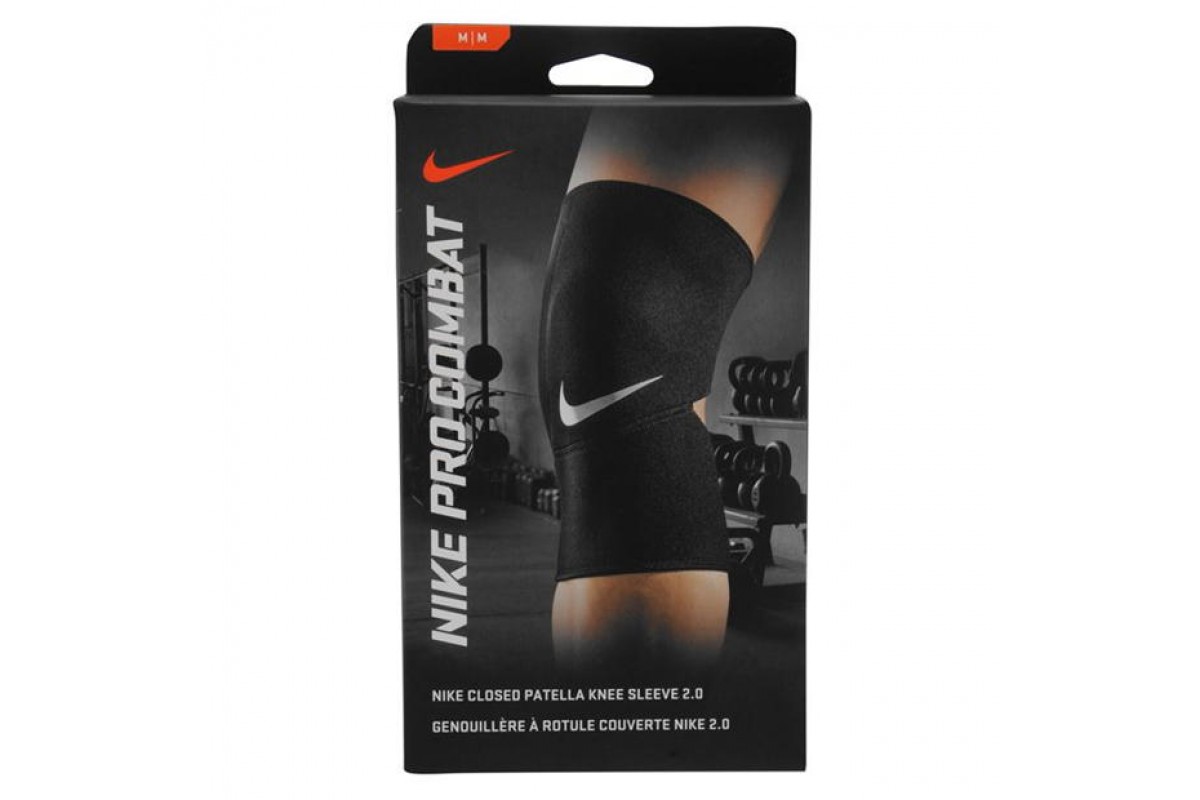 M|M
NIKE PRO COMBAT
NIKE CLOSED PATELLA KNEE SLEEVE 2.0
GENOUILLÈRE À ROTULE COUVERTE NIKE 2.0